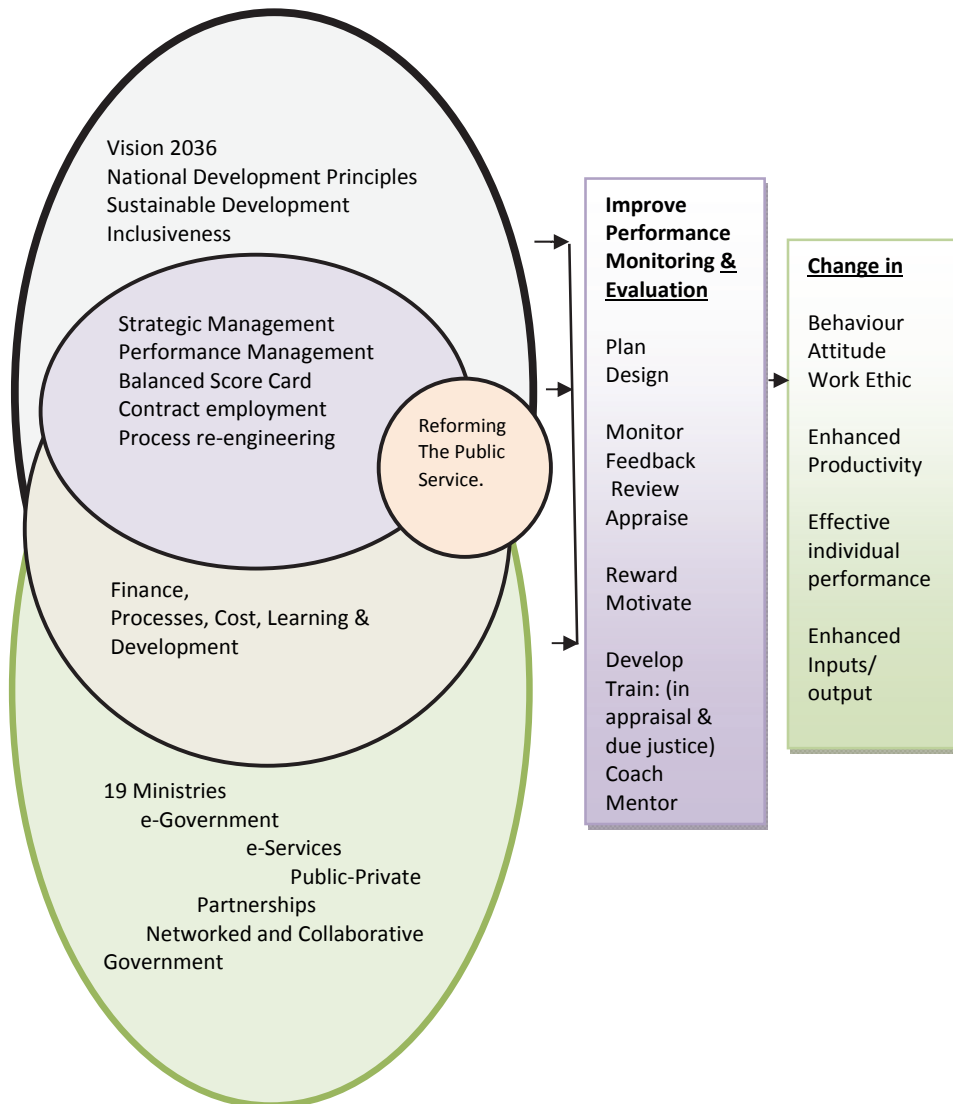 Vision 2036
National Development Principles
Sustainable Development
Inclusiveness
Strategic Management
Performance Management
Balanced Score Card
Contract employment
Process re-engineering
Reforming
The Public
Service.
Finance,
Processes, Cost, Learning &
Development
19 Ministries
e-Government
e-Services
Public-Private
Partnerships
Networked and Collaborative
Government
Improve
Performance
Monitoring &
Evaluation
Plan
Design
Monitor
Feedback
Review
Appraise
Reward
Motivate
Develop
Train: (in
appraisal &
due justice)
Coach
Mentor
Change in
Behaviour
Attitude
Work Ethic
Enhanced
Productivity
Effective
individual
performance
Enhanced
Inputs/
output